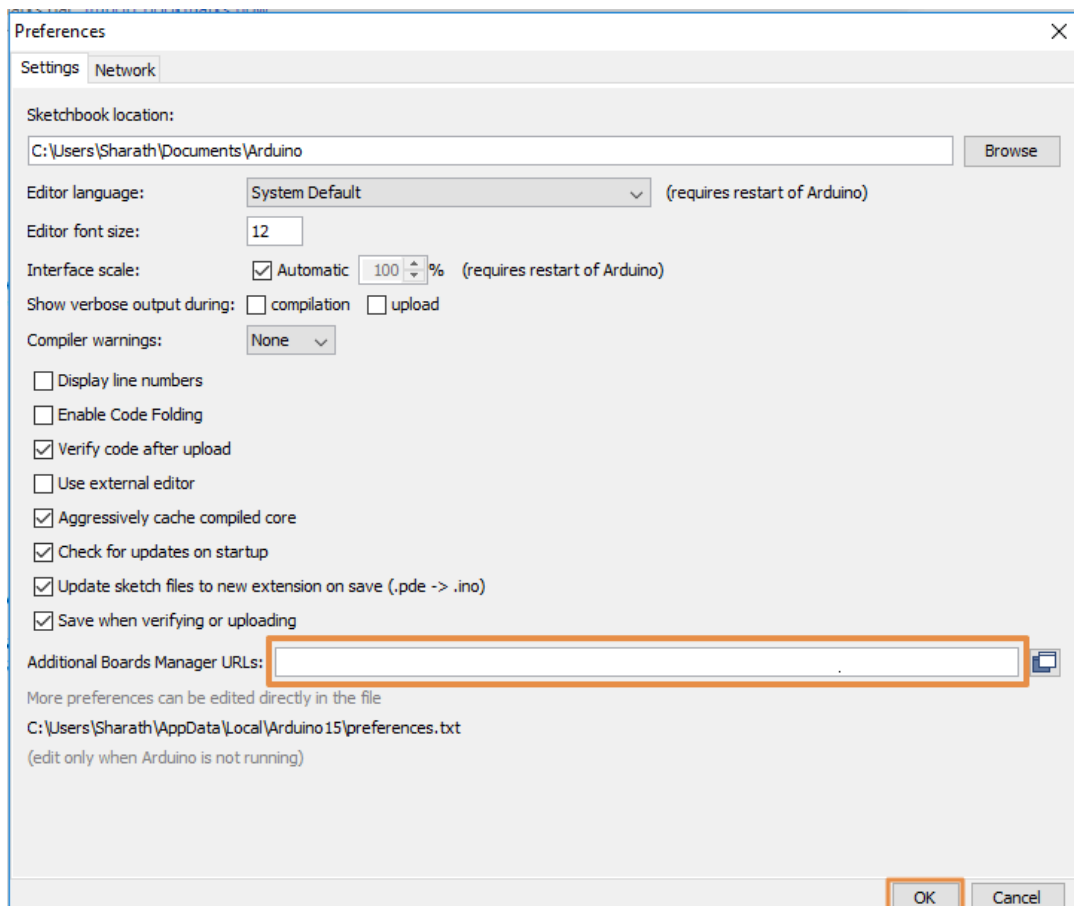 Preferences
Settings Network
Sketchbook location:
C:\Users\Sharath\Documents\Arduino Browse
Editor language: System Default (requires restart of Arduino)
Editor font size: 12
Interface scale: Automatic 100 % (requires restart of Arduino)
Show verbose output during: compilation upload
Compiler warnings: None
Display line numbers
Enable Code Folding
Verify code after upload
Use external editor
Aggressively cache compiled core
Check for updates on startup
Update sketch files to new extension on save (.pde -> .ino)
Save when verifying or uploading
Additional Boards Manager URLs:
More preferences can be edited directly in the file
C:\Users\Sharath\AppData\Local\Arduino15\preferences.txt
(edit only when Arduino is not running)
OK Cancel